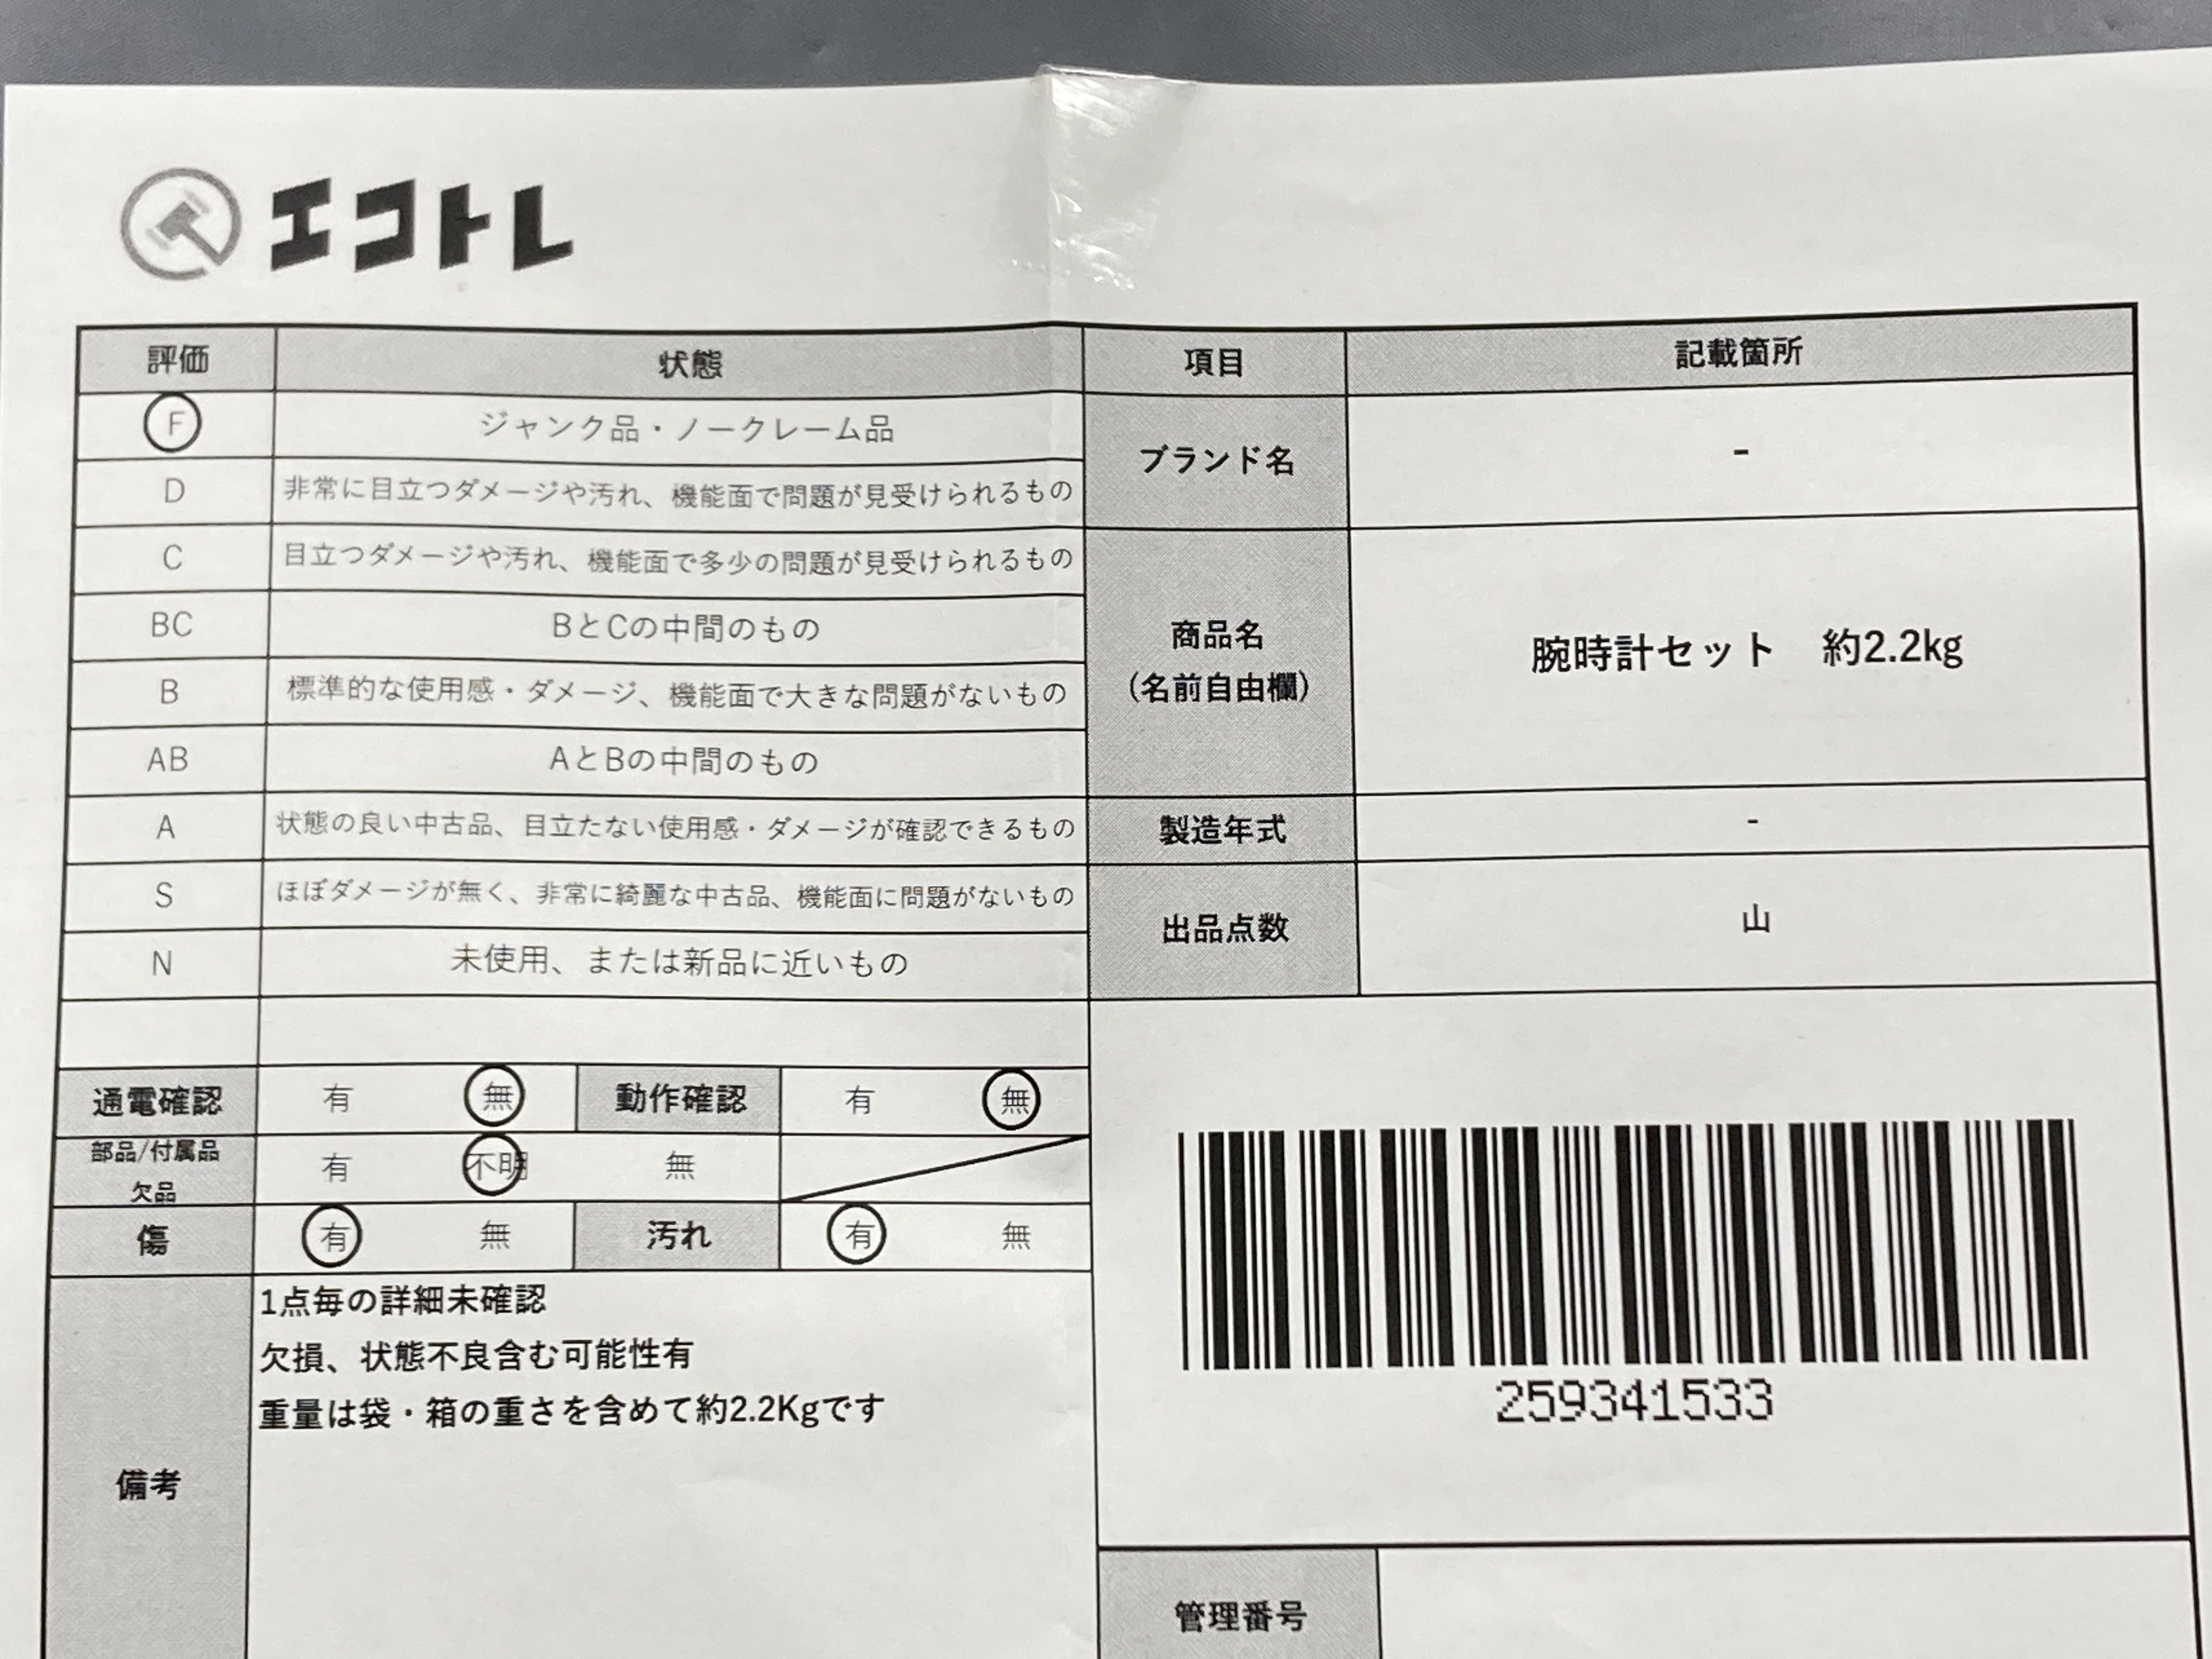 エコトレ
評価 状態 項目 記載箇所
F ジャンク品・ノークレーム品
D 非常に目立つダメージや汚れ、機能面で問題が見受けられるもの
C 目立つダメージや汚れ、機能面で多少の問題が見受けられるもの
BC BとCの中間のもの
B 標準的な使用感・ダメージ、機能面で大きな問題がないもの
AB AとBの中間のもの
A 状態の良い中古品、目立たない使用感・ダメージが確認できるもの
S ほぼダメージが無く、非常に綺麗な中古品、機能面に問題がないもの
N 未使用、または新品に近いもの
ブランド名 -
商品名
(名前自由欄)
腕時計セット 約2.2kg
製造年式 -
出品点数 山
通電確認 有 無 動作確認 有 無
部品/付属品
欠品
有 不明 無
傷 有 無 汚れ 有 無
備考
1点毎の詳細未確認
欠損、状態不良含む可能性有
重量は袋・箱の重さを含めて約2.2Kgです
259341533
管理番号